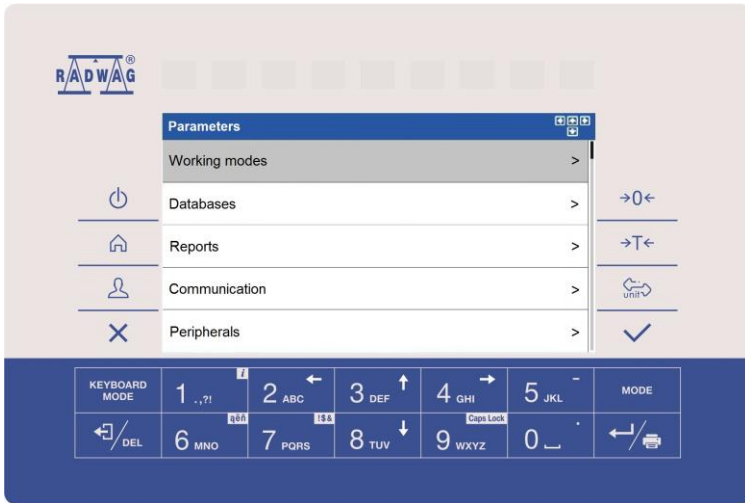 RADWAG®
Parameters
Working modes >
Databases >
Reports >
Communication >
Peripherals >
→0←
→T←
unit
KEYBOARD MODE
1 .,?! i
2 ABC ←
3 DEF ↑
4 GHI →
5 JKL -
MODE
/DEL
6 MNO ąēñ
7 PQRS !$&
8 TUV ↓
9 WXYZ Caps Lock
0 .